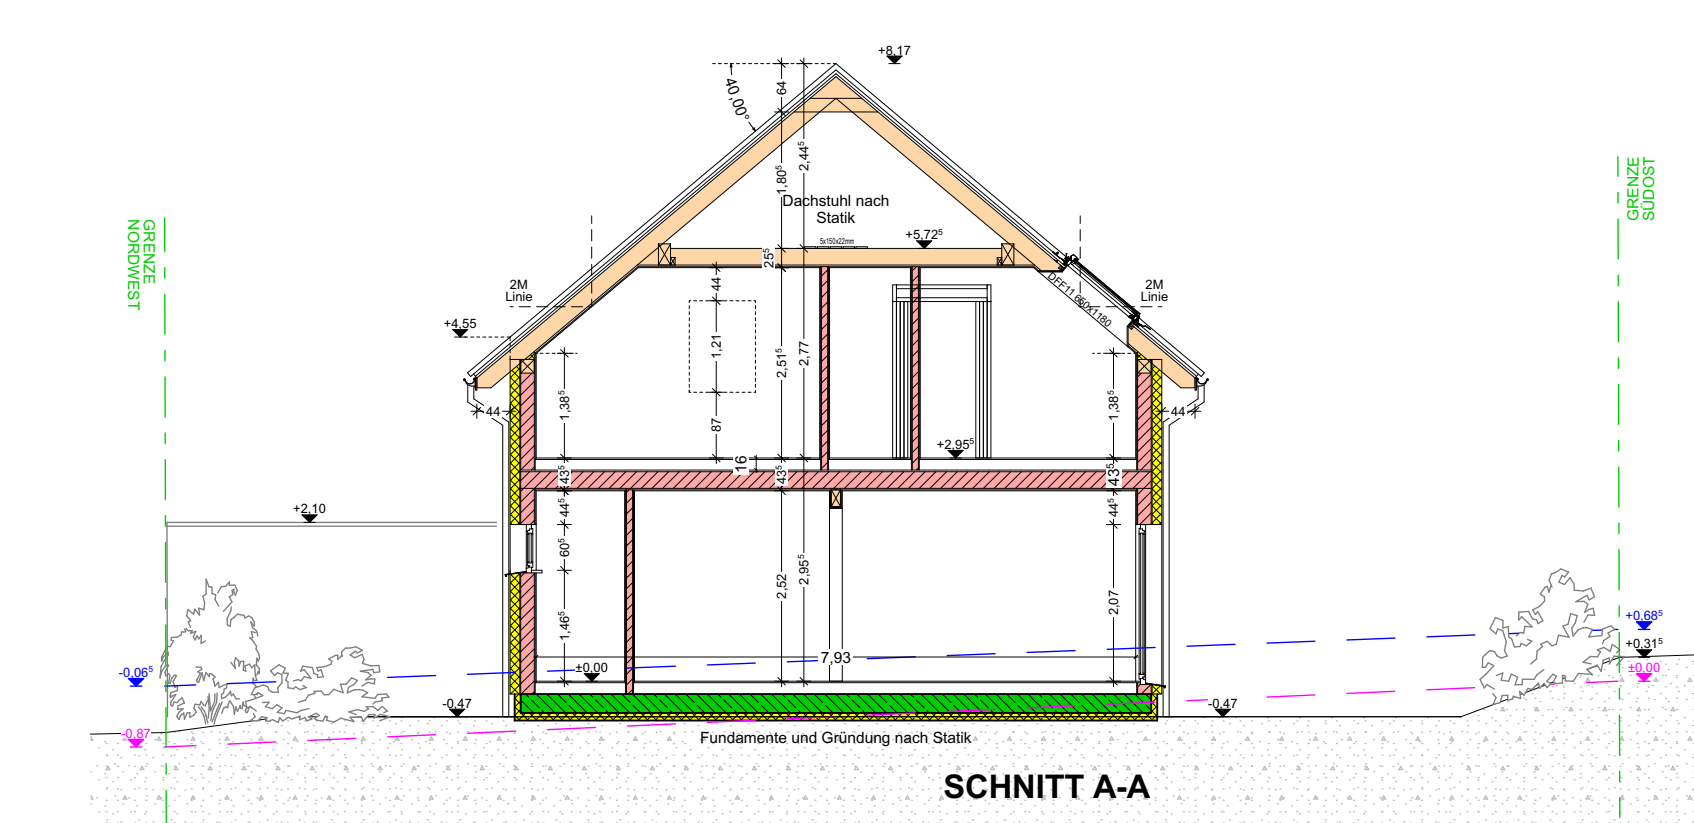 +8,17
40,00°
64
1,80⁵
2,44⁵
Dachstuhl nach
Statik
5x150x22mm
+5,72⁵
25⁵
GRENZE
NORDWEST
GRENZE
SÜDOST
2M
Linie
2M
Linie
DFF11 660x1180
+4,55
44
1,21
87
2,51⁵
2,77
1,38⁵
1,38⁵
44
44
+2,95⁵
16
43⁵
43⁵
43⁵
44⁵
44⁵
+2,10
60⁵
1,46⁵
2,52
2,95⁵
2,07
7,93
±0,00
-0,06⁵
-0,47
-0,47
-0,87
+0,68⁵
+0,31⁵
±0,00
Fundamente und Gründung nach Statik
SCHNITT A-A